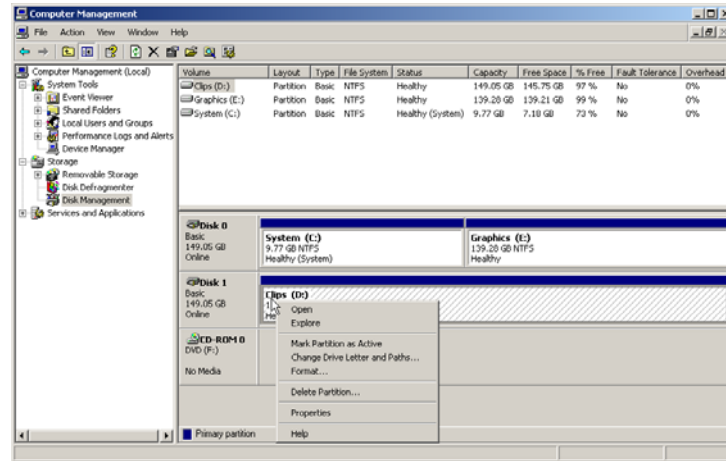 Computer Management
File Action View Window Help
Computer Management (Local)
System Tools
Event Viewer
Shared Folders
Local Users and Groups
Performance Logs and Alerts
Device Manager
Storage
Removable Storage
Disk Defragmenter
Disk Management
Services and Applications
Volume Layout Type File System Status Capacity Free Space % Free Fault Tolerance Overhead
Clips (D:) Partition Basic NTFS Healthy 149.05 GB 145.75 GB 97 % No 0%
Graphics (E:) Partition Basic NTFS Healthy 139.28 GB 139.21 GB 99 % No 0%
System (C:) Partition Basic NTFS Healthy (System) 9.77 GB 7.18 GB 73 % No 0%
Disk 0
Basic
149.05 GB
Online
System (C:)
9.77 GB NTFS
Healthy (System)
Graphics (E:)
139.28 GB NTFS
Healthy
Disk 1
Basic
149.05 GB
Online
Clips (D:)
Open
Explore
Mark Partition as Active
Change Drive Letter and Paths...
Format...
Delete Partition...
Properties
Help
CD-ROM 0
DVD (F:)
No Media
Primary partition